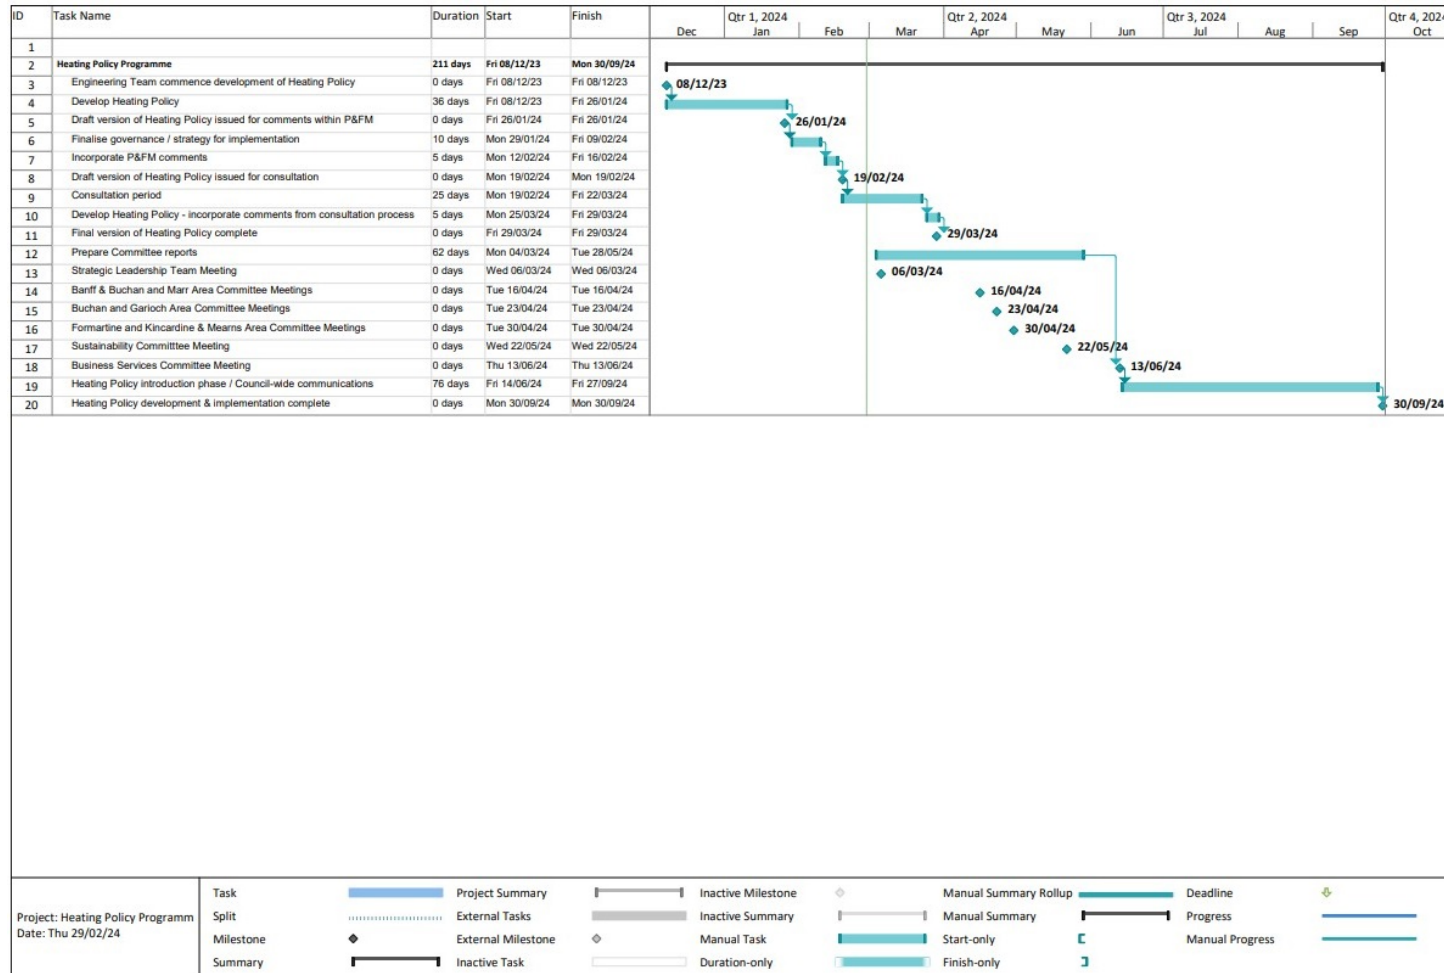 ID Task Name Duration Start Finish Qtr 1, 2024 Qtr 2, 2024 Qtr 3, 2024 Qtr 4, 2024
Dec Jan Feb Mar Apr May Jun Jul Aug Sep Oct
1
2 Heating Policy Programme 211 days Fri 08/12/23 Mon 30/09/24
3 Engineering Team commence development of Heating Policy 0 days Fri 08/12/23 Fri 08/12/23 08/12/23
4 Develop Heating Policy 36 days Fri 08/12/23 Fri 26/01/24
5 Draft version of Heating Policy issued for comments within P&FM 0 days Fri 26/01/24 Fri 26/01/24 26/01/24
6 Finalise governance / strategy for implementation 10 days Mon 29/01/24 Fri 09/02/24
7 Incorporate P&FM comments 5 days Mon 12/02/24 Fri 16/02/24
8 Draft version of Heating Policy issued for consultation 0 days Mon 19/02/24 Mon 19/02/24 19/02/24
9 Consultation period 25 days Mon 19/02/24 Fri 22/03/24
10 Develop Heating Policy - incorporate comments from consultation process 5 days Mon 25/03/24 Fri 29/03/24
11 Final version of Heating Policy complete 0 days Fri 29/03/24 Fri 29/03/24 29/03/24
12 Prepare Committee reports 62 days Mon 04/03/24 Tue 28/05/24
13 Strategic Leadership Team Meeting 0 days Wed 06/03/24 Wed 06/03/24 06/03/24
14 Banff & Buchan and Marr Area Committee Meetings 0 days Tue 16/04/24 Tue 16/04/24 16/04/24
15 Buchan and Garioch Area Committee Meetings 0 days Tue 23/04/24 Tue 23/04/24 23/04/24
16 Formartine and Kincardine & Mearns Area Committee Meetings 0 days Tue 30/04/24 Tue 30/04/24 30/04/24
17 Sustainability Committtee Meeting 0 days Wed 22/05/24 Wed 22/05/24 22/05/24
18 Business Services Committee Meeting 0 days Thu 13/06/24 Thu 13/06/24 13/06/24
19 Heating Policy introduction phase / Council-wide communications 76 days Fri 14/06/24 Fri 27/09/24
20 Heating Policy development & implementation complete 0 days Mon 30/09/24 Mon 30/09/24 30/09/24
Project: Heating Policy Programm
Date: Thu 29/02/24
Task Project Summary Inactive Milestone Manual Summary Rollup Deadline
Split External Tasks Inactive Summary Manual Summary Progress
Milestone External Milestone Manual Task Start-only Manual Progress
Summary Inactive Task Duration-only Finish-only